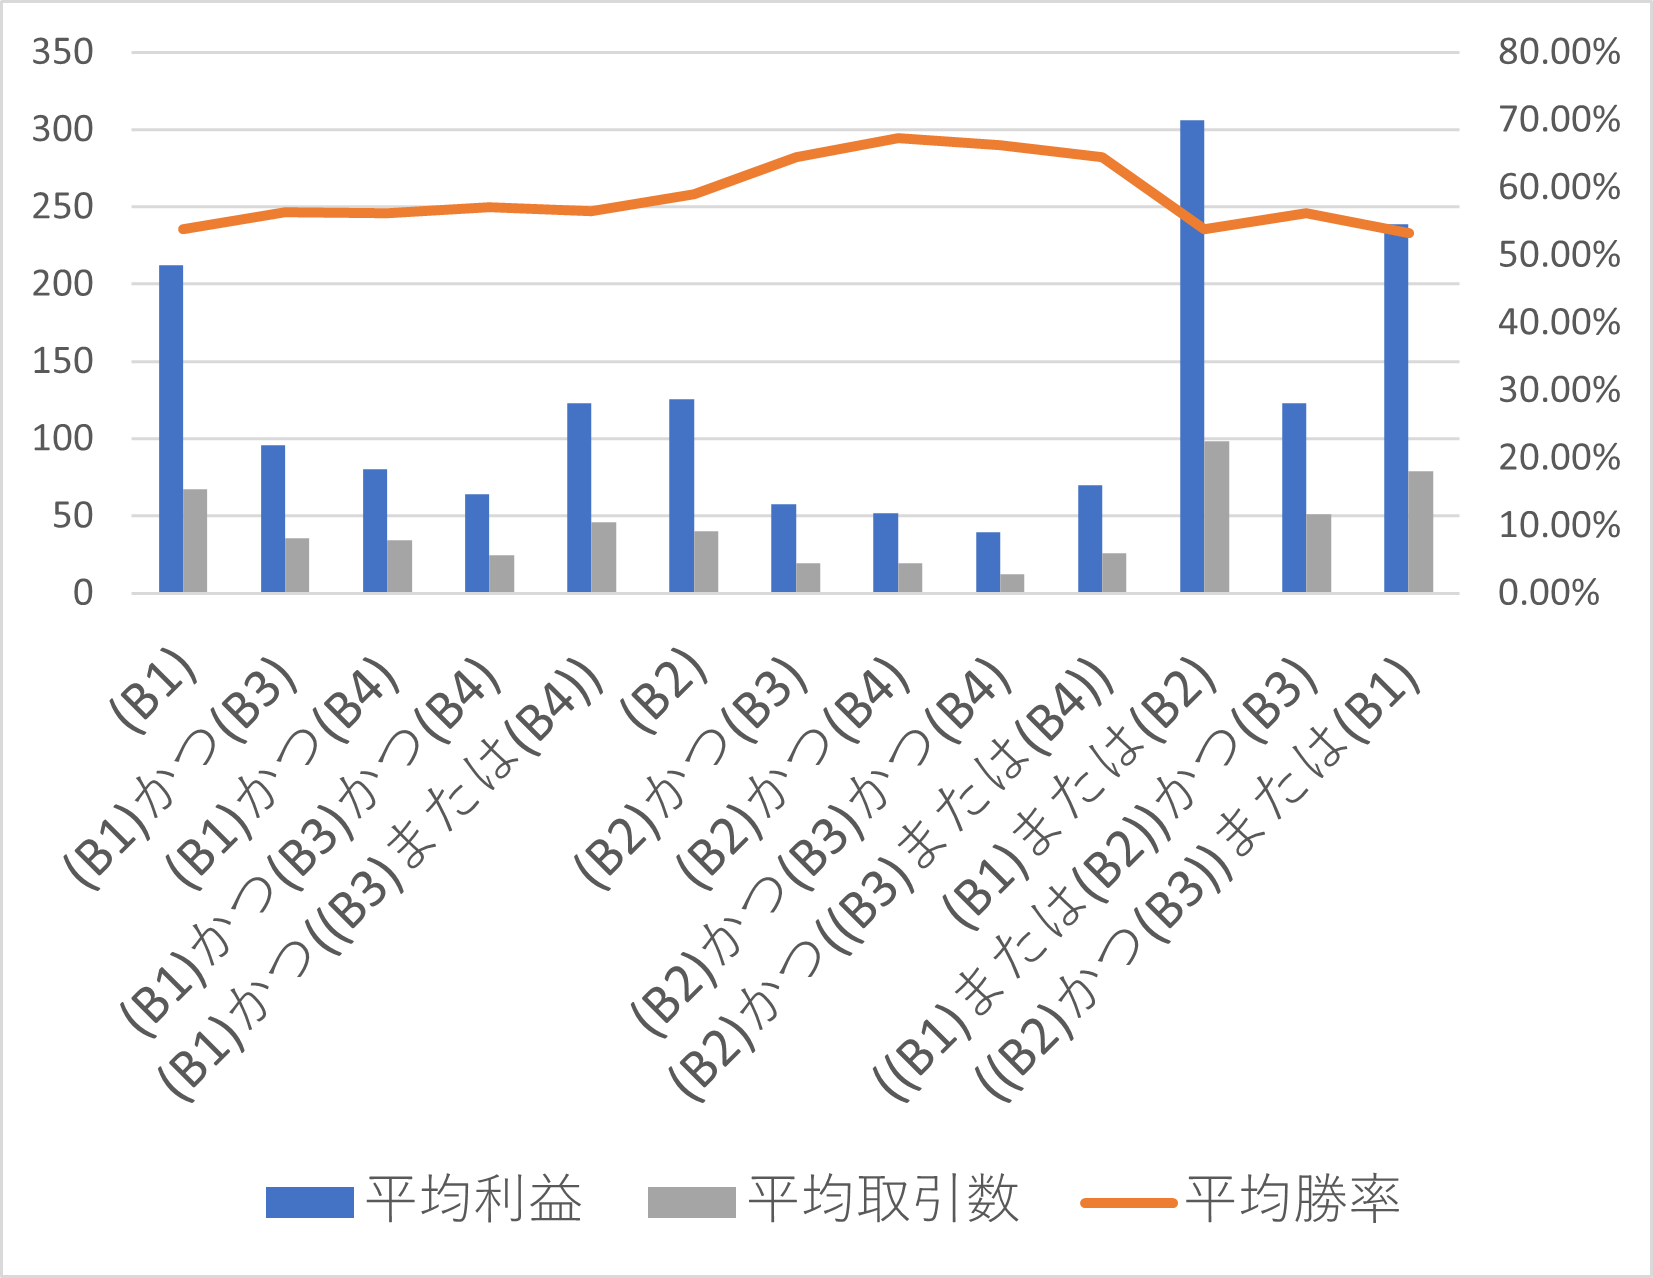 350
300
250
200
150
100
50
0
80.00%
70.00%
60.00%
50.00%
40.00%
30.00%
20.00%
10.00%
0.00%
(B1)
(B1)かつ(B3)
(B1)かつ(B4)
(B1)かつ(B3)かつ(B4)
(B1)かつ(((B3)または(B4))
(B2)
(B2)かつ(B3)
(B2)かつ(B4)
(B2)かつ(B3)かつ(B4)
(B2)かつ(((B3)または(B4))
(B1)または(B2)
(((B1)または(B2)))かつ(B3)
(((B2)かつ(B3)))または(B1)
平均利益
平均取引数
平均勝率